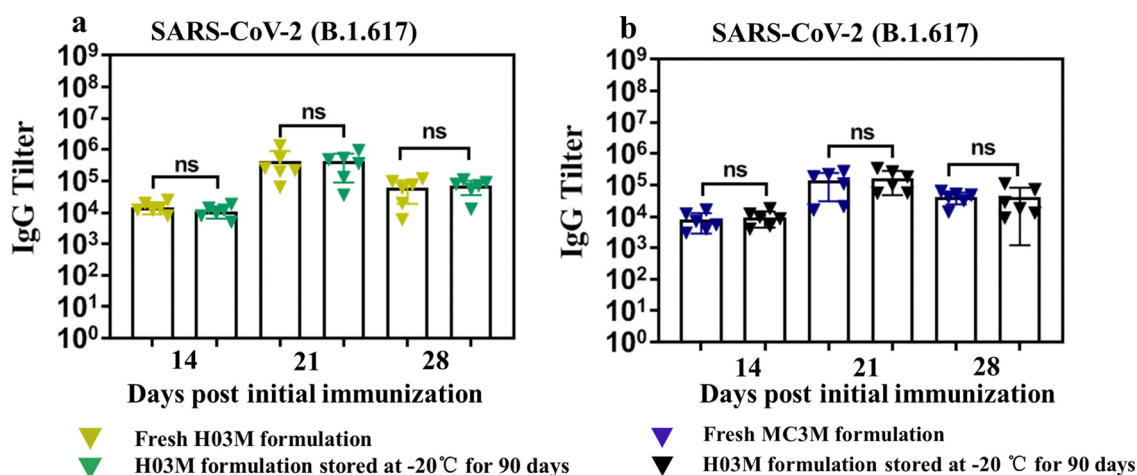 a
SARS-CoV-2 (B.1.617)
IgG Tilter
10⁹
10⁸
10⁷
10⁶
10⁵
10⁴
10³
10²
10¹
10⁰
ns
ns
ns
14
21
28
Days post initial immunization
Fresh H03M formulation
H03M formulation stored at -20℃ for 90 days
b
SARS-CoV-2 (B.1.617)
IgG Tilter
10⁹
10⁸
10⁷
10⁶
10⁵
10⁴
10³
10²
10¹
10⁰
ns
ns
ns
14
21
28
Days post initial immunization
Fresh MC3M formulation
H03M formulation stored at -20℃ for 90 days